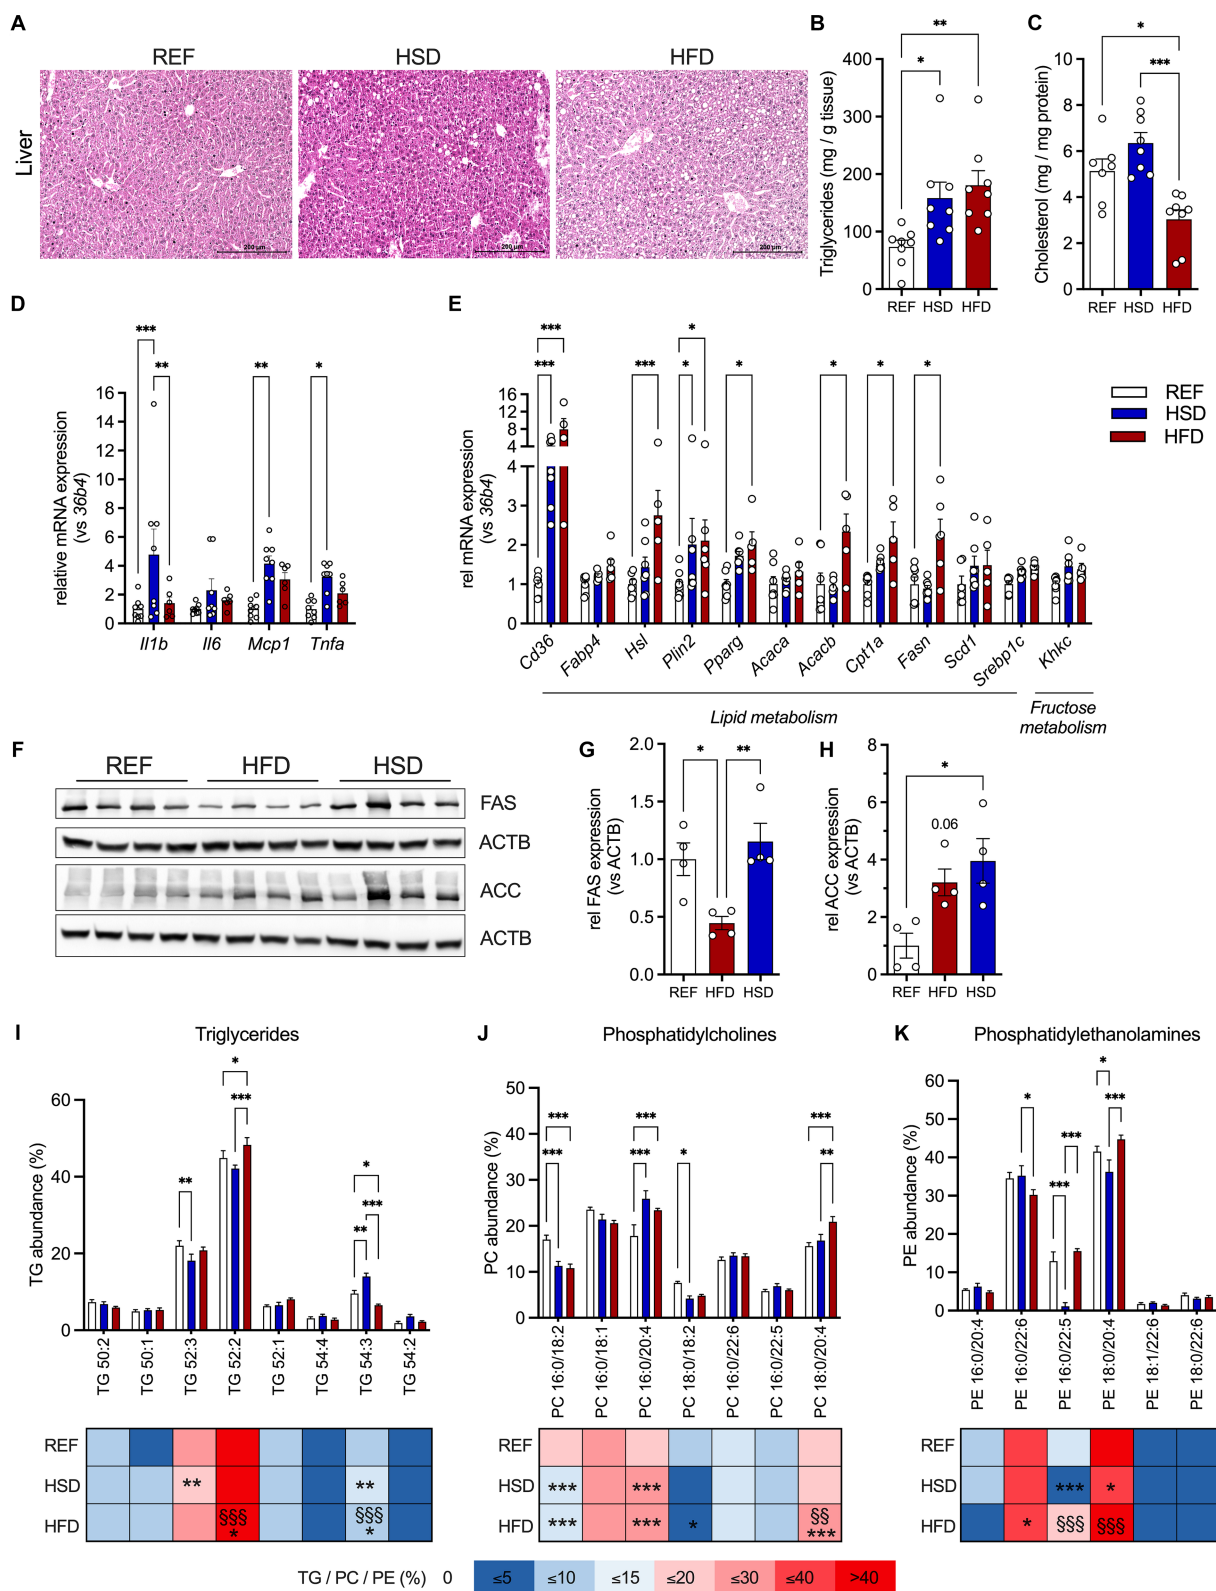 A
REF
HSD
HFD
Liver
200 µm
200 µm
200 µm
B
**
*
Triglycerides (mg / g tissue)
400
300
200
100
0
REF HSD HFD
C
*
***
Cholesterol (mg / mg protein)
10
8
6
4
2
0
REF HSD HFD
D
***
**
**
*
relative mRNA expression
(vs 36b4)
16
14
12
10
8
6
4
2
0
Il1b Il6 Mcp1 Tnfa
E
***
***
***
*
*
*
*
*
*
rel mRNA expression
(vs 36b4)
16
12
8
4
4
3
2
1
0
Cd36 Fabp4 Hsl Plin2 Pparg Acaca Acacb Cpt1a Fasn Scd1 Srebp1c Khkc
Lipid metabolism
Fructose
metabolism
REF
HSD
HFD
F
REF HFD HSD
FAS
ACTB
ACC
ACTB
G
*
**
rel FAS expression
(vs ACTB)
2.0
1.5
1.0
0.5
0.0
REF HFD HSD
H
*
0.06
rel ACC expression
(vs ACTB)
8
6
4
2
0
REF HFD HSD
I
Triglycerides
*
***
**
*
***
**
TG abundance (%)
60
40
20
0
TG 50:2
TG 50:1
TG 52:3
TG 52:2
TG 52:1
TG 54:4
TG 54:3
TG 54:2
REF
HSD
** **
HFD
§§§ §§§
* *
J
Phosphatidylcholines
***
***
***
***
*
***
**
PC abundance (%)
50
40
30
20
10
0
PC 16:0/18:2
PC 16:0/18:1
PC 16:0/20:4
PC 18:0/18:2
PC 16:0/22:6
PC 16:0/22:5
PC 18:0/20:4
REF
HSD
*** ***
HFD
*** *** * §§
***
K
Phosphatidylethanolamines
*
***
***
*
***
PE abundance (%)
60
50
40
30
20
10
0
PE 16:0/20:4
PE 16:0/22:6
PE 16:0/22:5
PE 18:0/20:4
PE 18:1/22:6
PE 18:0/22:6
REF
HSD
*** *
HFD
* §§§ §§§
TG / PC / PE (%) 0 ≤5 ≤10 ≤15 ≤20 ≤30 ≤40 >40